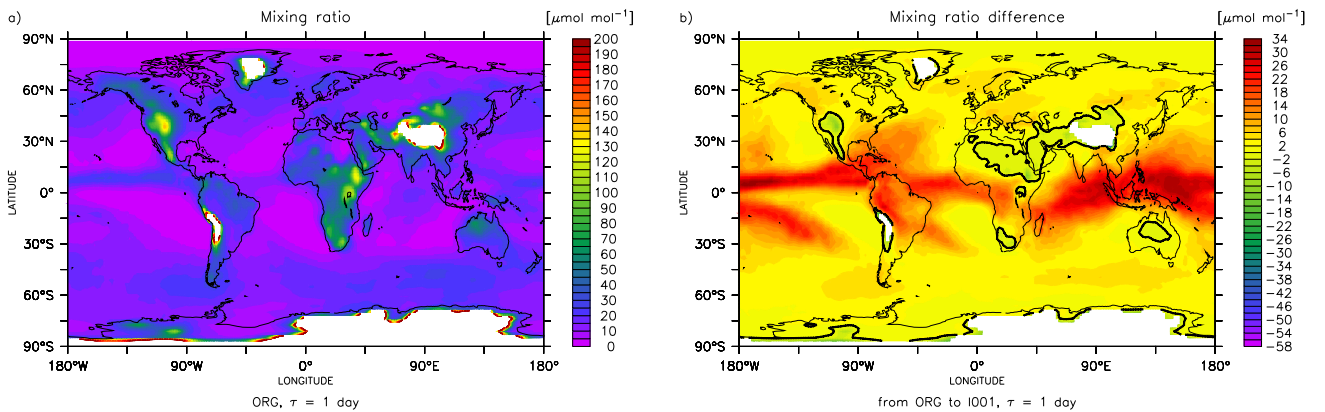 a) Mixing ratio [μmol mol⁻¹]
90°N
60°N
30°N
0°
30°S
60°S
90°S
LATITUDE
180°W 90°W 0° 90°E 180°E
LONGITUDE
ORG, τ = 1 day
200
190
180
170
160
150
140
130
120
110
100
90
80
70
60
50
40
30
20
10
0
b) Mixing ratio difference [μmol mol⁻¹]
90°N
60°N
30°N
0°
30°S
60°S
90°S
LATITUDE
180°W 90°W 0° 90°E 180°E
LONGITUDE
from ORG to I001, τ = 1 day
34
30
26
22
18
14
10
6
2
−2
−6
−10
−14
−18
−22
−26
−30
−34
−38
−42
−46
−50
−54
−58